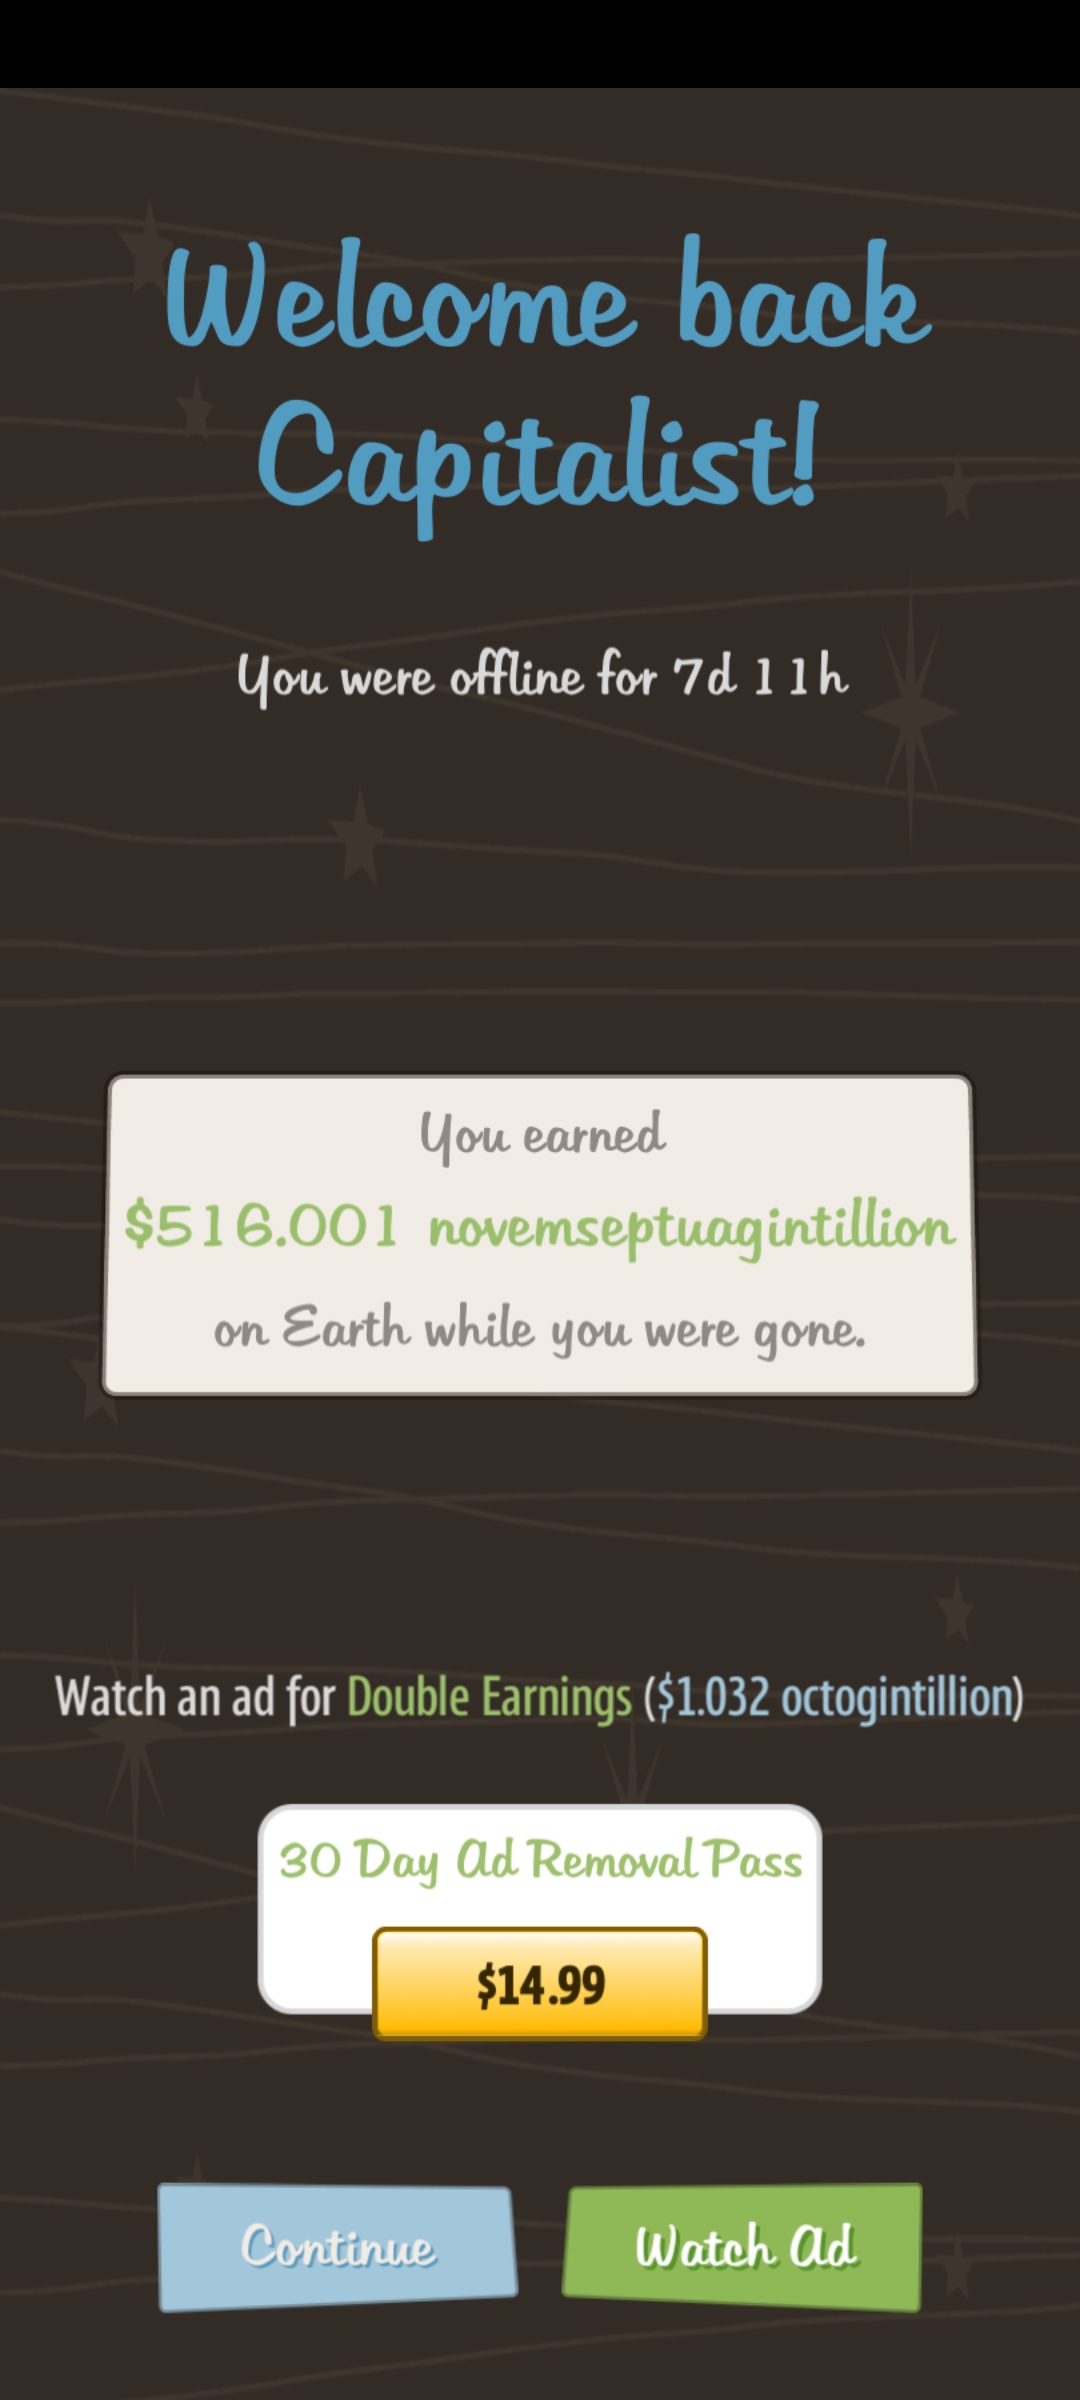 Welcome back
Capitalist!
You were offline for 7d 11h
You earned
$516.001 novemseptuagintillion
on Earth while you were gone.
Watch an ad for Double Earnings ($1.032 octogintillion)
30 Day Ad Removal Pass
$14.99
Continue
Watch Ad